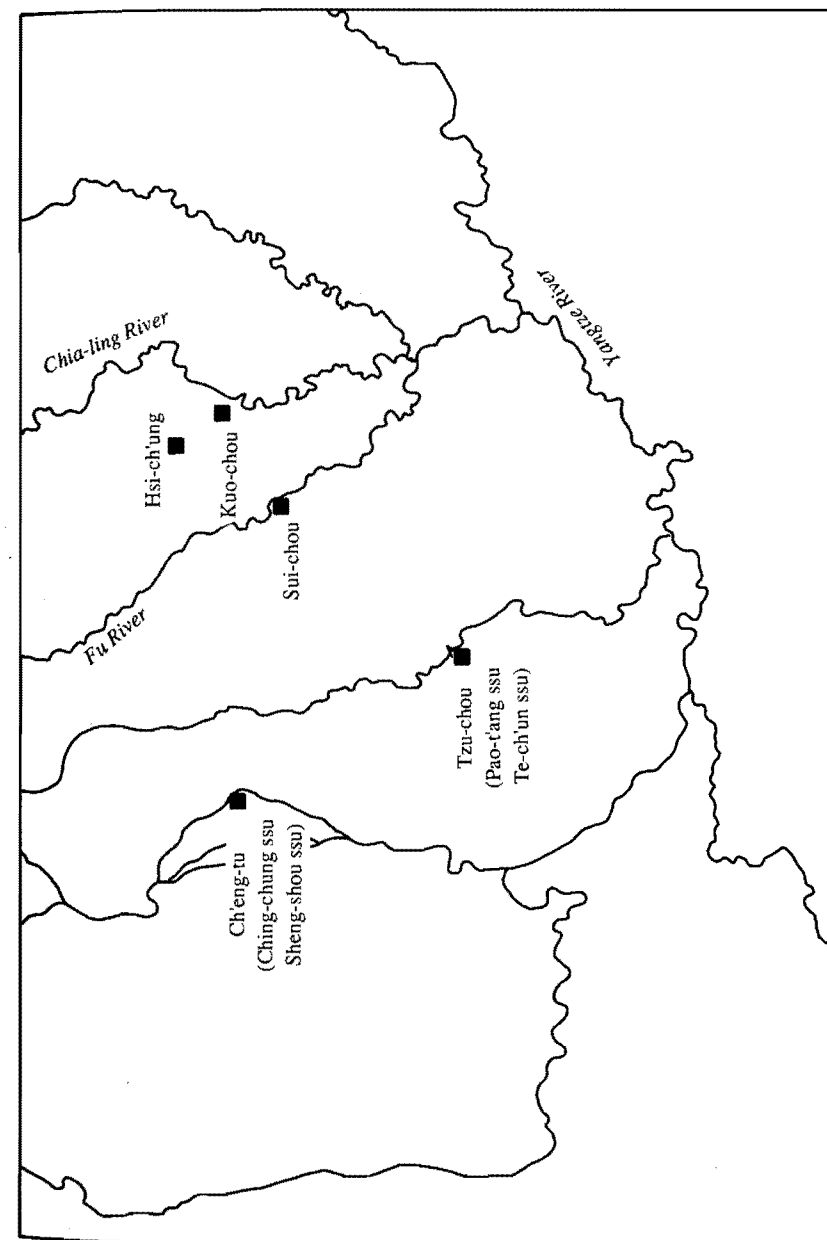 Chia-ling River
Hsi-ch'ung
Kuo-chou
Fu River
Sui-chou
Yangtze River
Ch'eng-tu
(Ching-chung ssu
Sheng-shou ssu)
Tzu-chou
(Pao-t'ang ssu
Te-ch'un ssu)